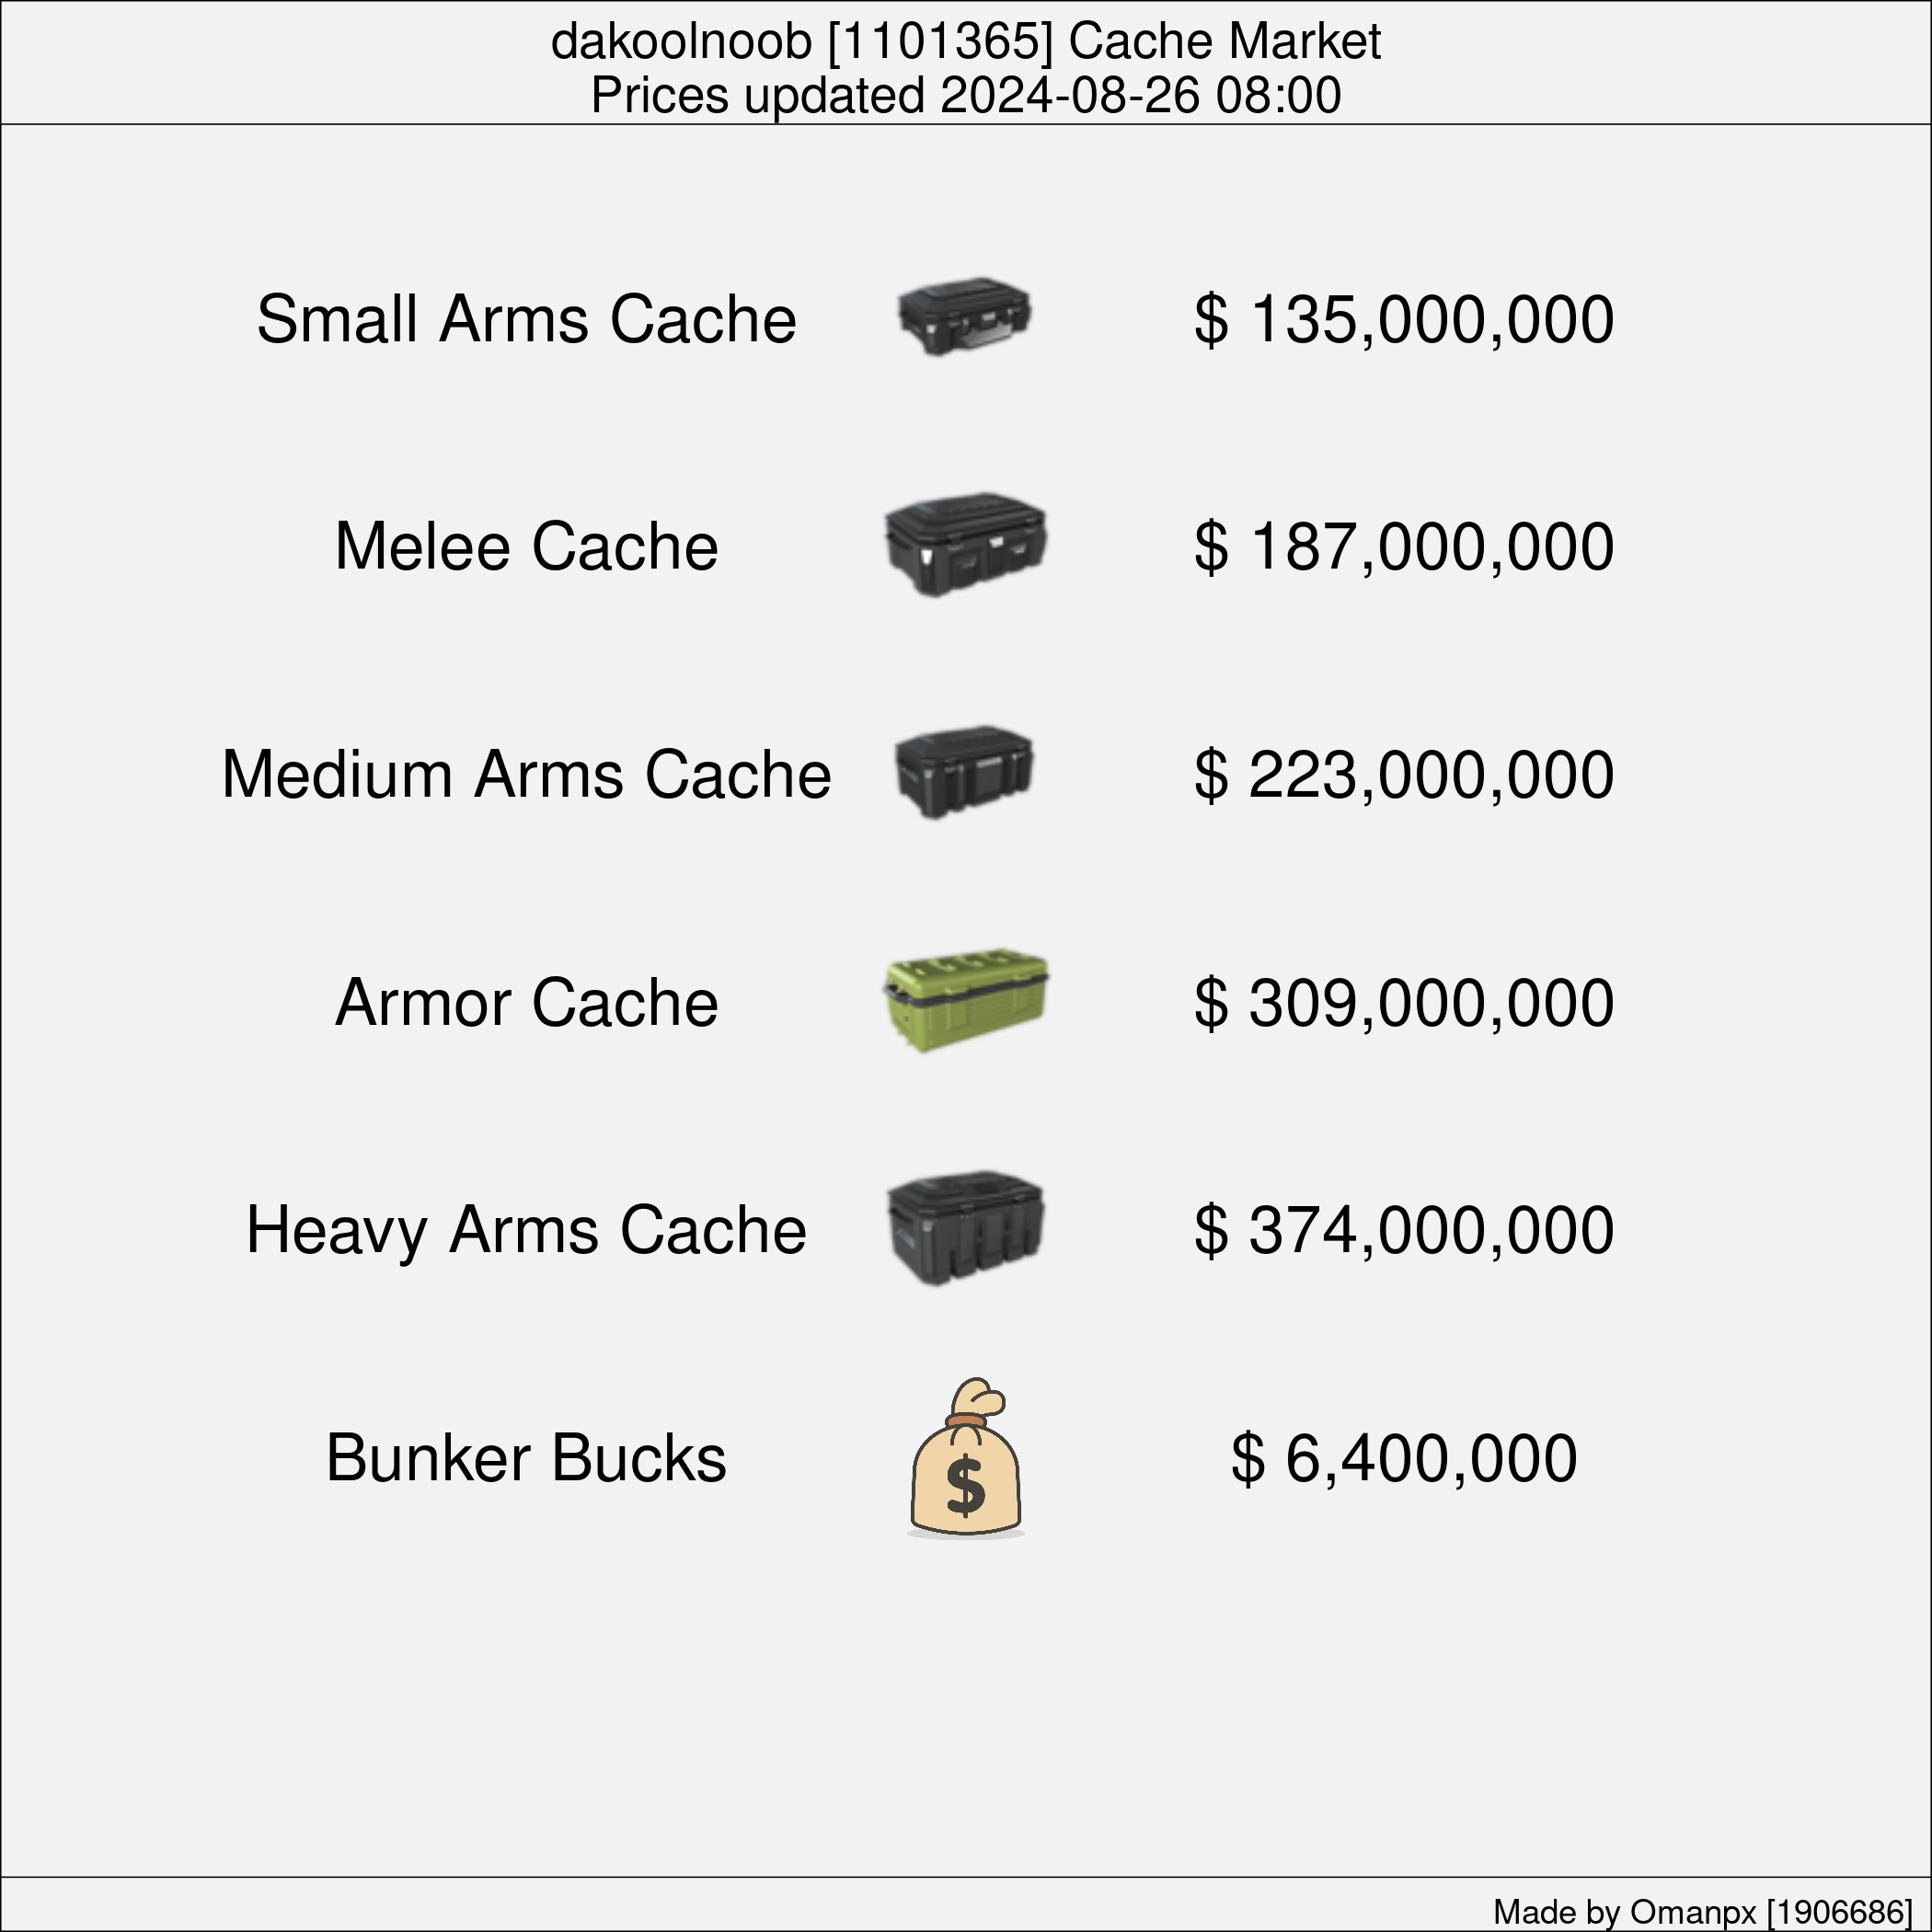 dakoolnoob [1101365] Cache Market
Prices updated 2024-08-26 08:00
Small Arms Cache $ 135,000,000
Melee Cache $ 187,000,000
Medium Arms Cache $ 223,000,000
Armor Cache $ 309,000,000
Heavy Arms Cache $ 374,000,000
Bunker Bucks $ $ 6,400,000
Made by Omanpx [1906686]